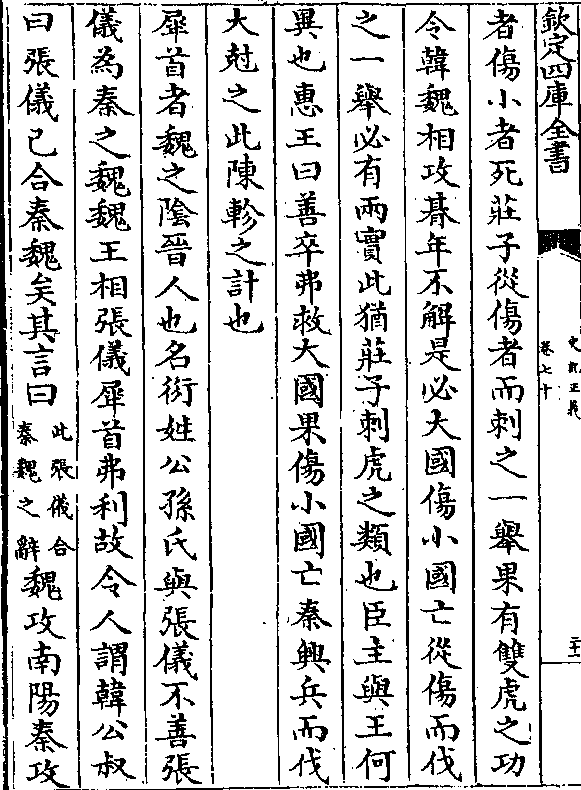 欽定四庫全書
史記正義
卷七十
者傷小者死莊子從傷者而刺之一舉果有雙虎之功
令韓魏相攻朞年不解是必大國傷小國亡從傷而伐
之一舉必有兩實此猶莊子刺虎之類也臣主與王何
異也惠王曰善卒弗救大國果傷小國亡秦興兵而伐
大尅之此陳軫之計也
犀首者魏之陰晉人也名衍姓公孫氏與張儀不善張
儀為秦之魏魏王相張儀犀首弗利故令人謂韓公叔
曰張儀已合秦魏矣其言曰此張儀合秦魏之辭魏攻南陽秦攻